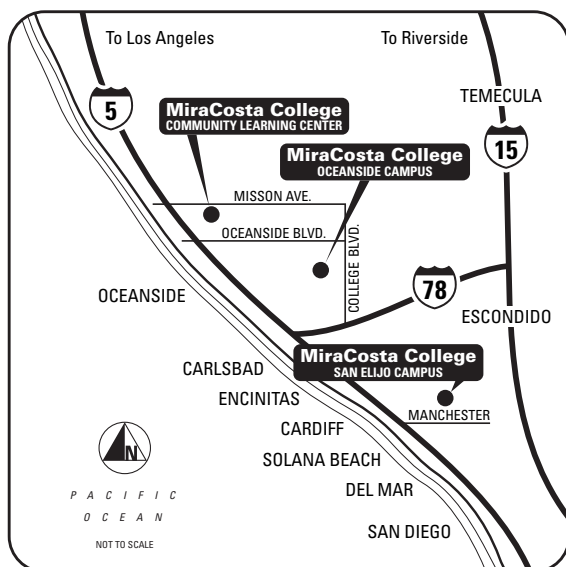 To Los Angeles
To Riverside
5
TEMECULA
MiraCosta College
COMMUNITY LEARNING CENTER
15
MiraCosta College
OCEANSIDE CAMPUS
MISSON AVE.
OCEANSIDE BLVD.
COLLEGE BLVD.
78
OCEANSIDE
ESCONDIDO
MiraCosta College
SAN ELIJO CAMPUS
CARLSBAD
ENCINITAS
MANCHESTER
CARDIFF
N
SOLANA BEACH
DEL MAR
PACIFIC
OCEAN
SAN DIEGO
NOT TO SCALE